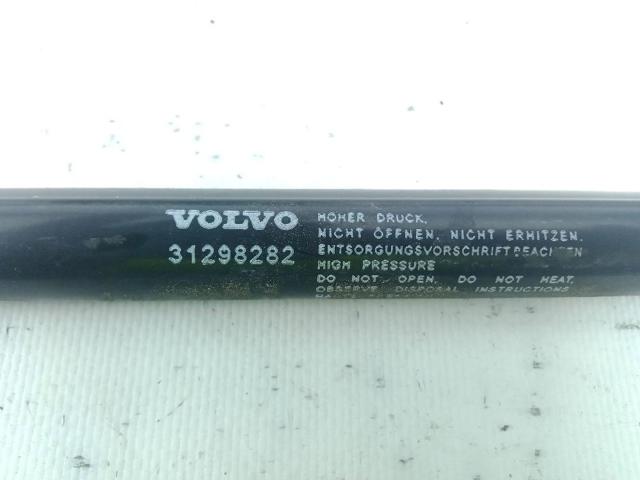 VOLVO
31298282
HOHER DRUCK.
NICHT ÖFFNEN. NICHT ERHITZEN.
ENTSORGUNGSVORSCHRIFT BEACHTEN
HIGH PRESSURE
DO NOT OPEN. DO NOT HEAT.
OBSERVE DISPOSAL INSTRUCTIONS